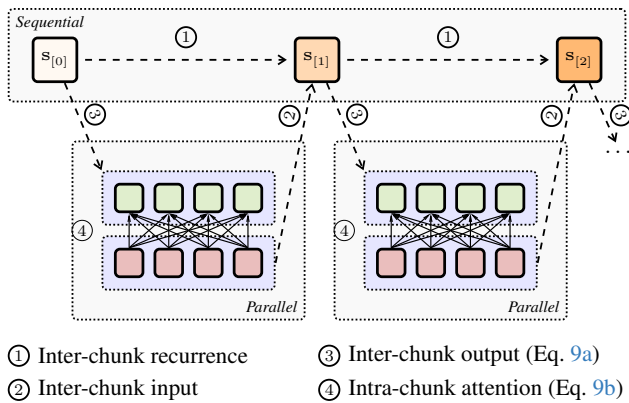 Sequential
① ①
s[0] s[1] s[2]
③ ② ③ ② ③
...
④ ④
Parallel Parallel
① Inter-chunk recurrence ③ Inter-chunk output (Eq. 9a)
② Inter-chunk input ④ Intra-chunk attention (Eq. 9b)